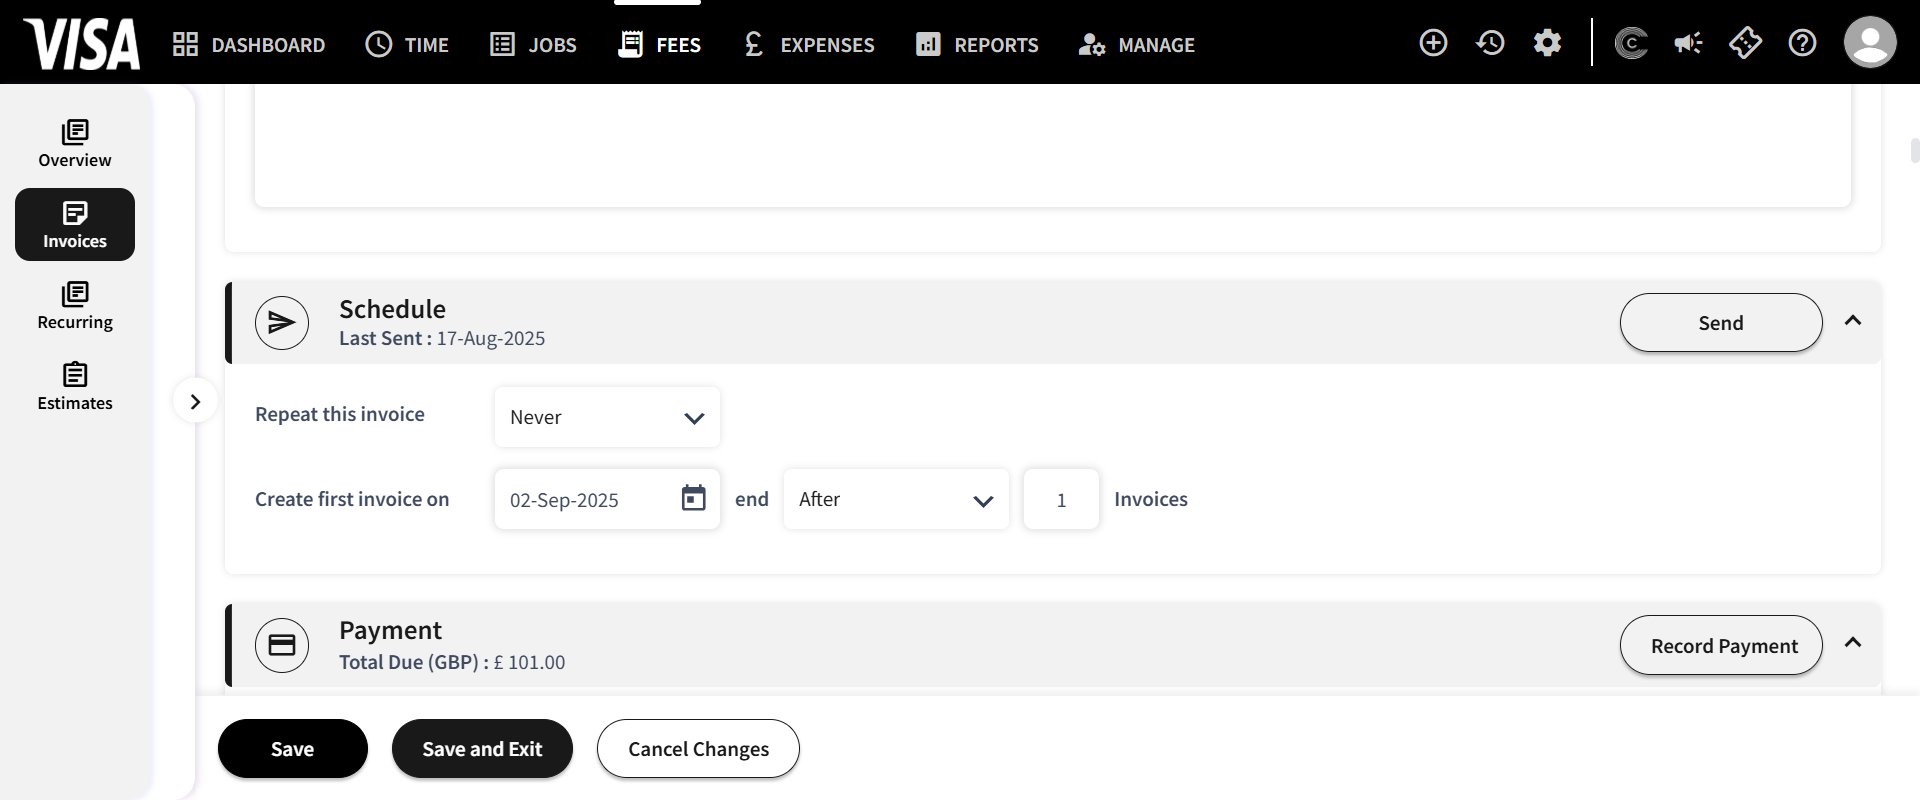 VISA DASHBOARD TIME JOBS FEES £ EXPENSES REPORTS MANAGE
Overview
Invoices
Recurring
Estimates
Schedule
Last Sent : 17-Aug-2025
Send
Repeat this invoice Never
Create first invoice on 02-Sep-2025 end After 1 Invoices
Payment
Total Due (GBP) : £ 101.00
Record Payment
Save Save and Exit Cancel Changes